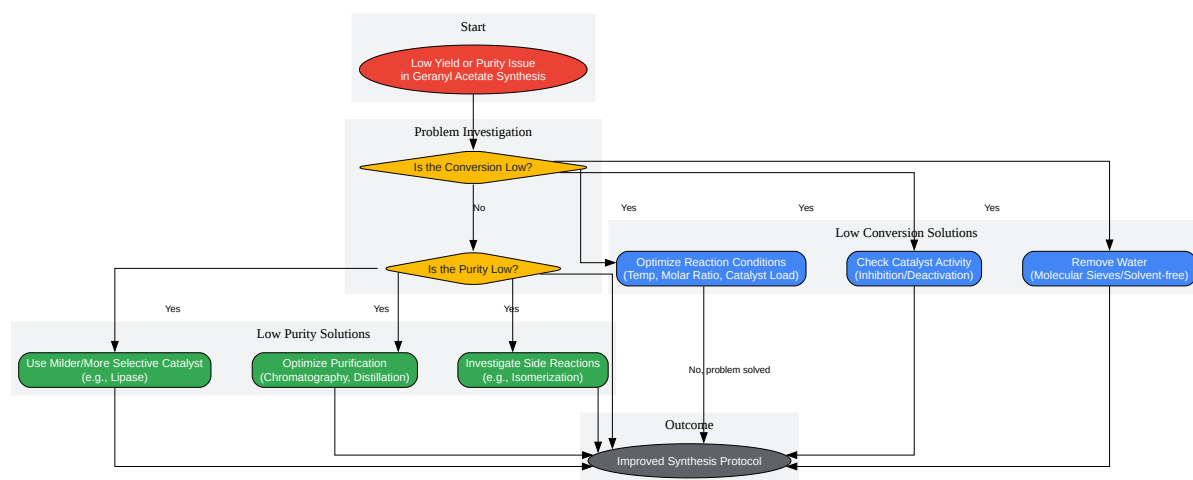 Start
Low Yield or Purity Issue
in Geranyl Acetate Synthesis
Problem Investigation
Is the Conversion Low?
No
Yes
Yes
Yes
Low Conversion Solutions
Is the Purity Low?
Optimize Reaction Conditions
(Temp, Molar Ratio, Catalyst Load)
Check Catalyst Activity
(Inhibition/Deactivation)
Remove Water
(Molecular Sieves/Solvent-free)
Yes
Yes
Yes
Low Purity Solutions
Use Milder/More Selective Catalyst
(e.g., Lipase)
Optimize Purification
(Chromatography, Distillation)
Investigate Side Reactions
(e.g., Isomerization)
No, problem solved
Outcome
Improved Synthesis Protocol